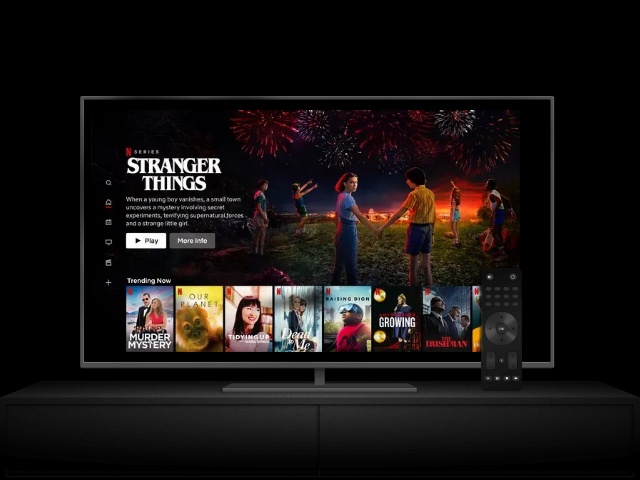 N SERIES
STRANGER
THINGS
When a young boy vanishes, a small town
uncovers a mystery involving secret
experiments, terrifying supernatural forces
and a strange little girl.
Play
More Info
Trending Now
MURDER
MYSTERY
OUR
PLANET
TIDYING UP
Dead
to Me
RAISING DION
GROWING
THE
IRISHMAN